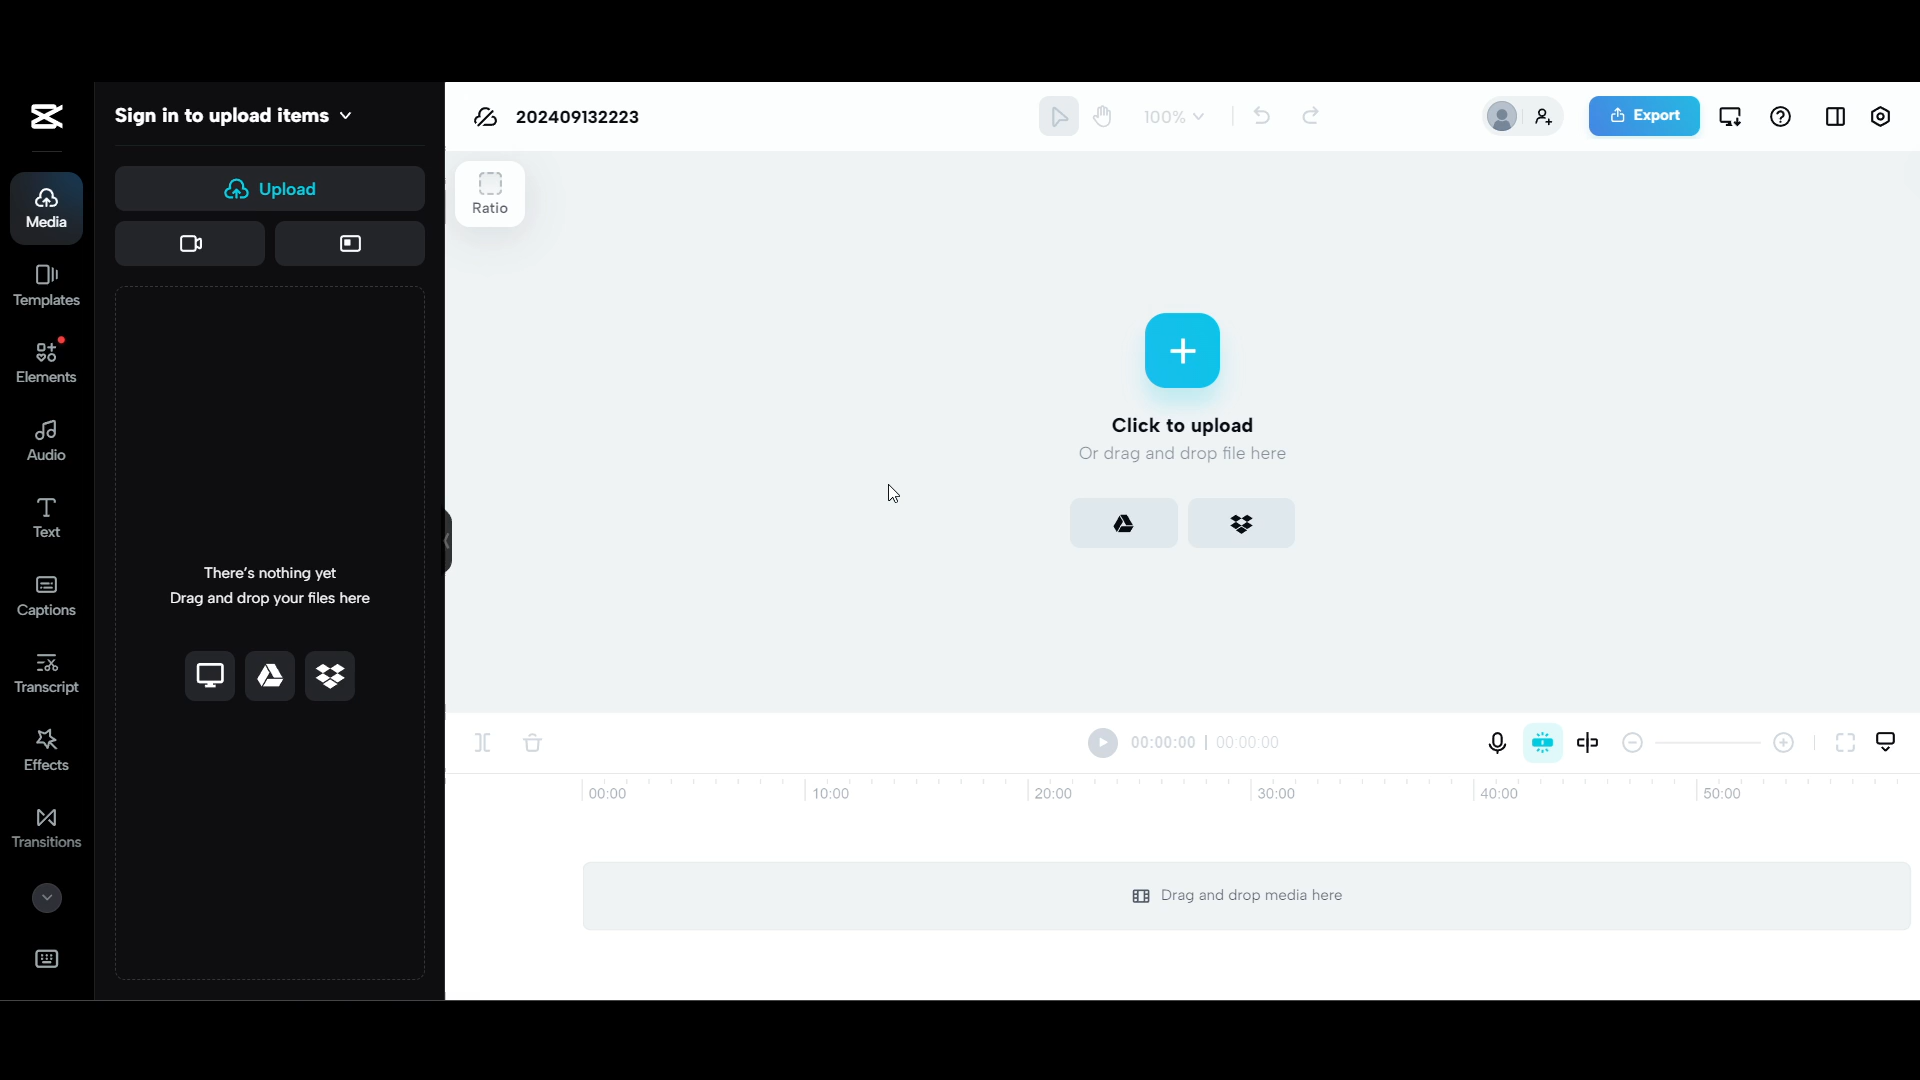 Sign in to upload items
202409132223
100%
Export
Upload
Ratio
Media
Templates
Elements
Audio
Text
Captions
Transcript
Effects
Transitions
Click to upload
Or drag and drop file here
There's nothing yet
Drag and drop your files here
00:00:00 | 00:00:00
00:00 10:00 20:00 30:00 40:00 50:00
Drag and drop media here